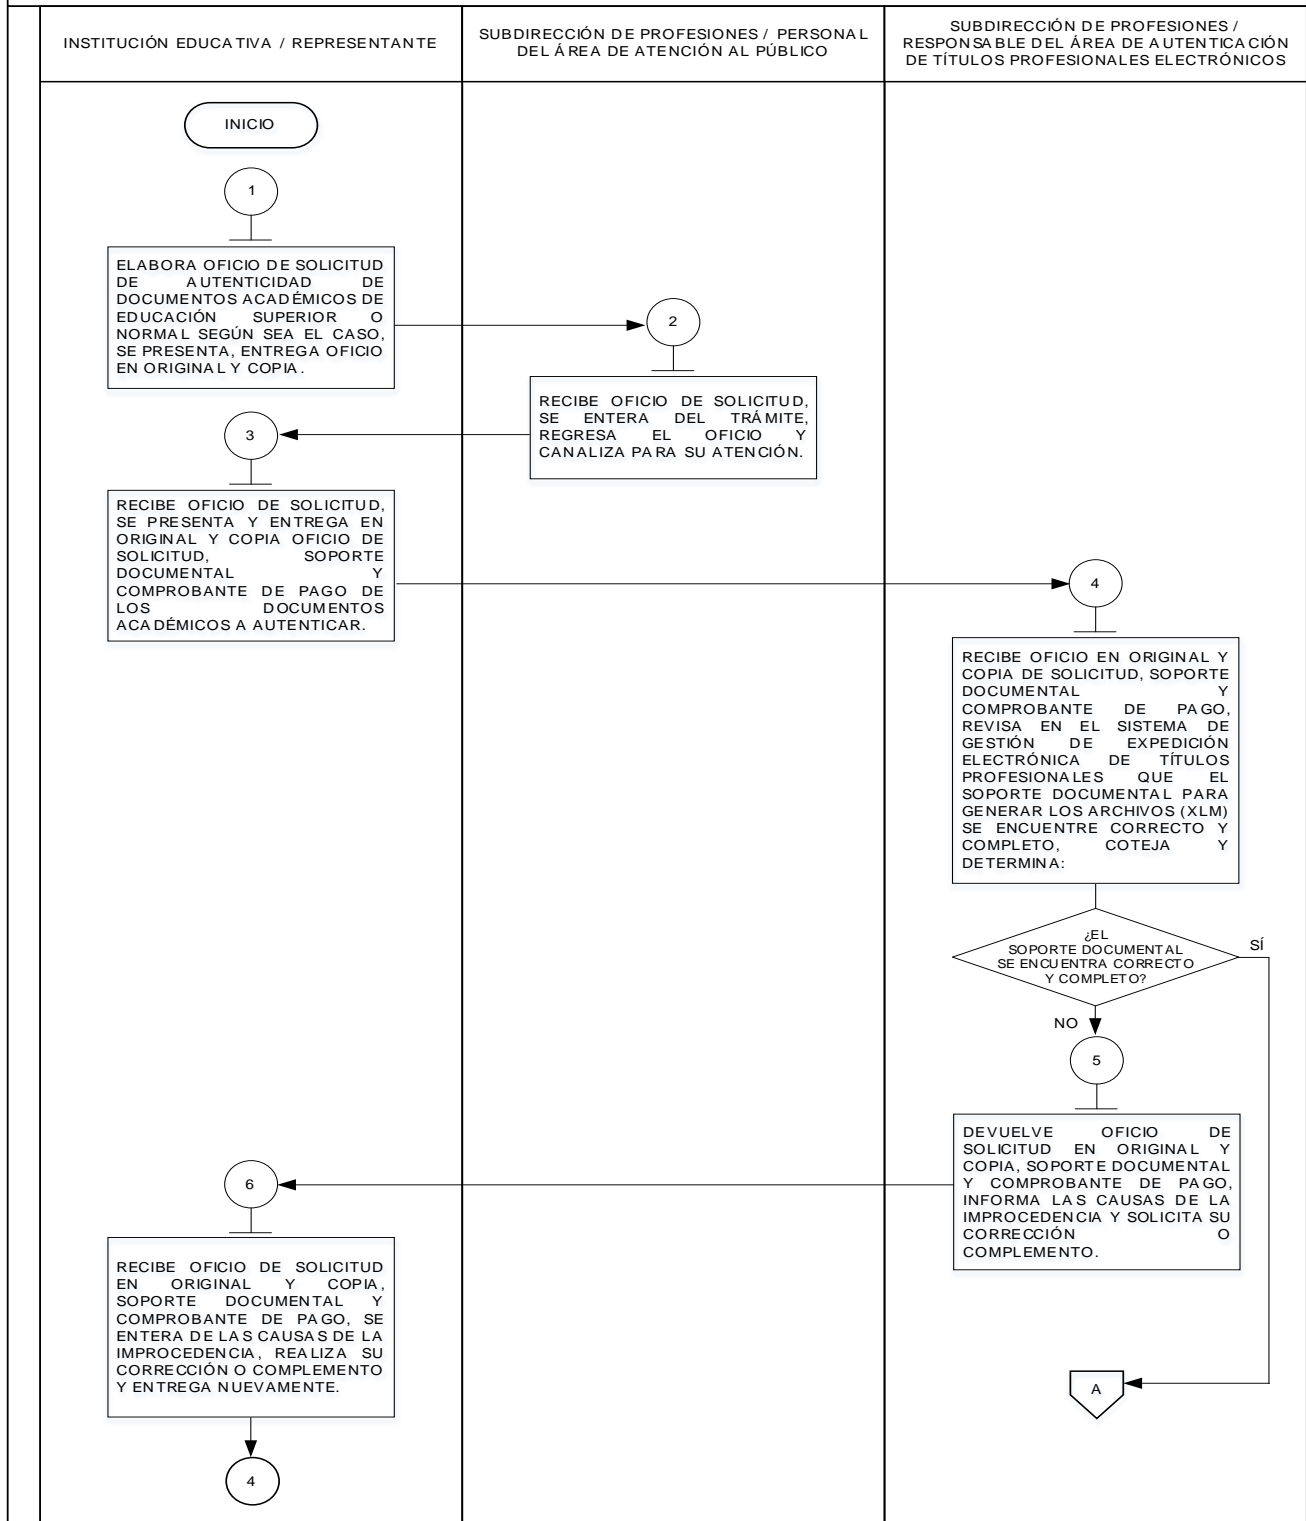 INSTITUCIÓN EDUCATIVA / REPRESENTANTE
SUBDIRECCIÓN DE PROFESIONES / PERSONAL
DEL ÁREA DE ATENCIÓN AL PÚBLICO
SUBDIRECCIÓN DE PROFESIONES /
RESPONSABLE DEL ÁREA DE AUTENTICACIÓN
DE TÍTULOS PROFESIONALES ELECTRÓNICOS
INICIO
1
ELABORA OFICIO DE SOLICITUD
DE AUTENTICIDAD DE
DOCUMENTOS ACADÉMICOS DE
EDUCACIÓN SUPERIOR O
NORMAL SEGÚN SEA EL CASO,
SE PRESENTA, ENTREGA OFICIO
EN ORIGINAL Y COPIA.
2
RECIBE OFICIO DE SOLICITUD,
SE ENTERA DEL TRÁMITE,
REGRESA EL OFICIO Y
CANALIZA PARA SU ATENCIÓN.
3
RECIBE OFICIO DE SOLICITUD,
SE PRESENTA Y ENTREGA EN
ORIGINAL Y COPIA OFICIO DE
SOLICITUD, SOPORTE
DOCUMENTAL Y
COMPROBANTE DE PAGO DE
LOS DOCUMENTOS
ACADÉMICOS A AUTENTICAR.
4
RECIBE OFICIO EN ORIGINAL Y
COPIA DE SOLICITUD, SOPORTE
DOCUMENTAL Y
COMPROBANTE DE PAGO,
REVISA EN EL SISTEMA DE
GESTIÓN DE EXPEDICIÓN
ELECTRÓNICA DE TÍTULOS
PROFESIONALES QUE EL
SOPORTE DOCUMENTAL PARA
GENERAR LOS ARCHIVOS (XLM)
SE ENCUENTRE CORRECTO Y
COMPLETO, COTEJA Y
DETERMINA:
¿EL
SOPORTE DOCUMENTAL
SE ENCUENTRA CORRECTO
Y COMPLETO?
SÍ
NO
5
DEVUELVE OFICIO DE
SOLICITUD EN ORIGINAL Y
COPIA, SOPORTE DOCUMENTAL
Y COMPROBANTE DE PAGO,
INFORMA LAS CAUSAS DE LA
IMPROCEDENCIA Y SOLICITA SU
CORRECCIÓN O
COMPLEMENTO.
6
RECIBE OFICIO DE SOLICITUD
EN ORIGINAL Y COPIA,
SOPORTE DOCUMENTAL Y
COMPROBANTE DE PAGO, SE
ENTERA DE LAS CAUSAS DE LA
IMPROCEDENCIA, REALIZA SU
CORRECCIÓN O COMPLEMENTO
Y ENTREGA NUEVAMENTE.
A
4